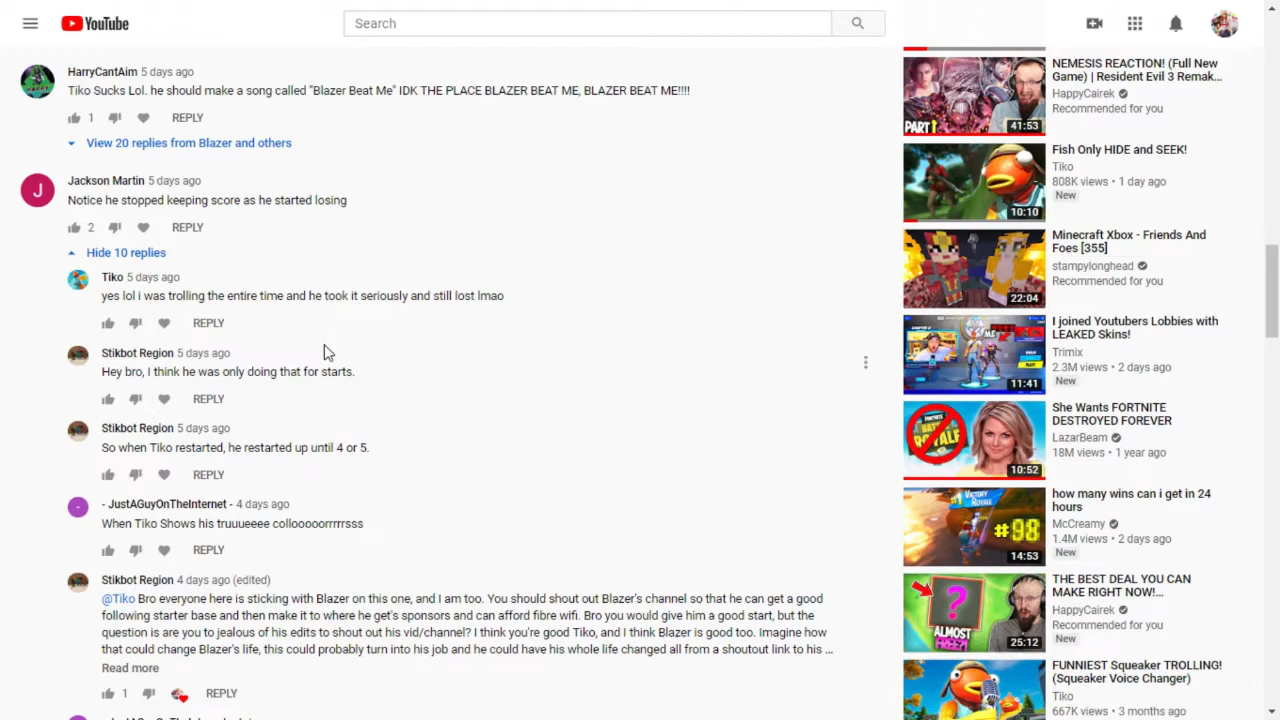 YouTube
Search
HarryCantAim 5 days ago
Tiko Sucks Lol. he should make a song called "Blazer Beat Me" IDK THE PLACE BLAZER BEAT ME, BLAZER BEAT ME!!!!
1 REPLY
View 20 replies from Blazer and others
J
Jackson Martin 5 days ago
Notice he stopped keeping score as he started losing
2 REPLY
Hide 10 replies
Tiko 5 days ago
yes lol i was trolling the entire time and he took it seriously and still lost lmao
REPLY
Stikbot Region 5 days ago
Hey bro, I think he was only doing that for starts.
REPLY
Stikbot Region 5 days ago
So when Tiko restarted, he restarted up until 4 or 5.
REPLY
- JustAGuyOnTheInternet - 4 days ago
When Tiko Shows his truuueeee collooooorrrrrsss
REPLY
Stikbot Region 4 days ago (edited)
@Tiko Bro everyone here is sticking with Blazer on this one, and I am too. You should shout out Blazer's channel so that he can get a good
following starter base and then make it to where he get's sponsors and can afford fibre wifi. Bro you would give him a good start, but the
question is are you to jealous of his edits to shout out his vid/channel? I think you're good Tiko, and I think Blazer is good too. Imagine how
that could change Blazer's life, this could probably turn into his job and he could have his whole life changed all from a shoutout link to his ...
Read more
1 REPLY
PART 1
41:53
NEMESIS REACTION! (Full New
Game) | Resident Evil 3 Remak...
HappyCairek
Recommended for you
10:10
Fish Only HIDE and SEEK!
Tiko
808K views • 1 day ago
New
22:04
Minecraft Xbox - Friends And
Foes [355]
stampylonghead
Recommended for you
11:41
I joined Youtubers Lobbies with
LEAKED Skins!
Trimix
2.3M views • 2 days ago
New
10:52
She Wants FORTNITE
DESTROYED FOREVER
LazarBeam
18M views • 1 year ago
#1 VICTORY
ROYALE
#98
14:53
how many wins can i get in 24
hours
McCreamy
1.4M views • 2 days ago
New
?
ALMOST
FREE?!
25:12
THE BEST DEAL YOU CAN
MAKE RIGHT NOW!...
HappyCairek
Recommended for you
New
FUNNIEST Squeaker TROLLING!
(Squeaker Voice Changer)
Tiko
667K views • 3 months ago